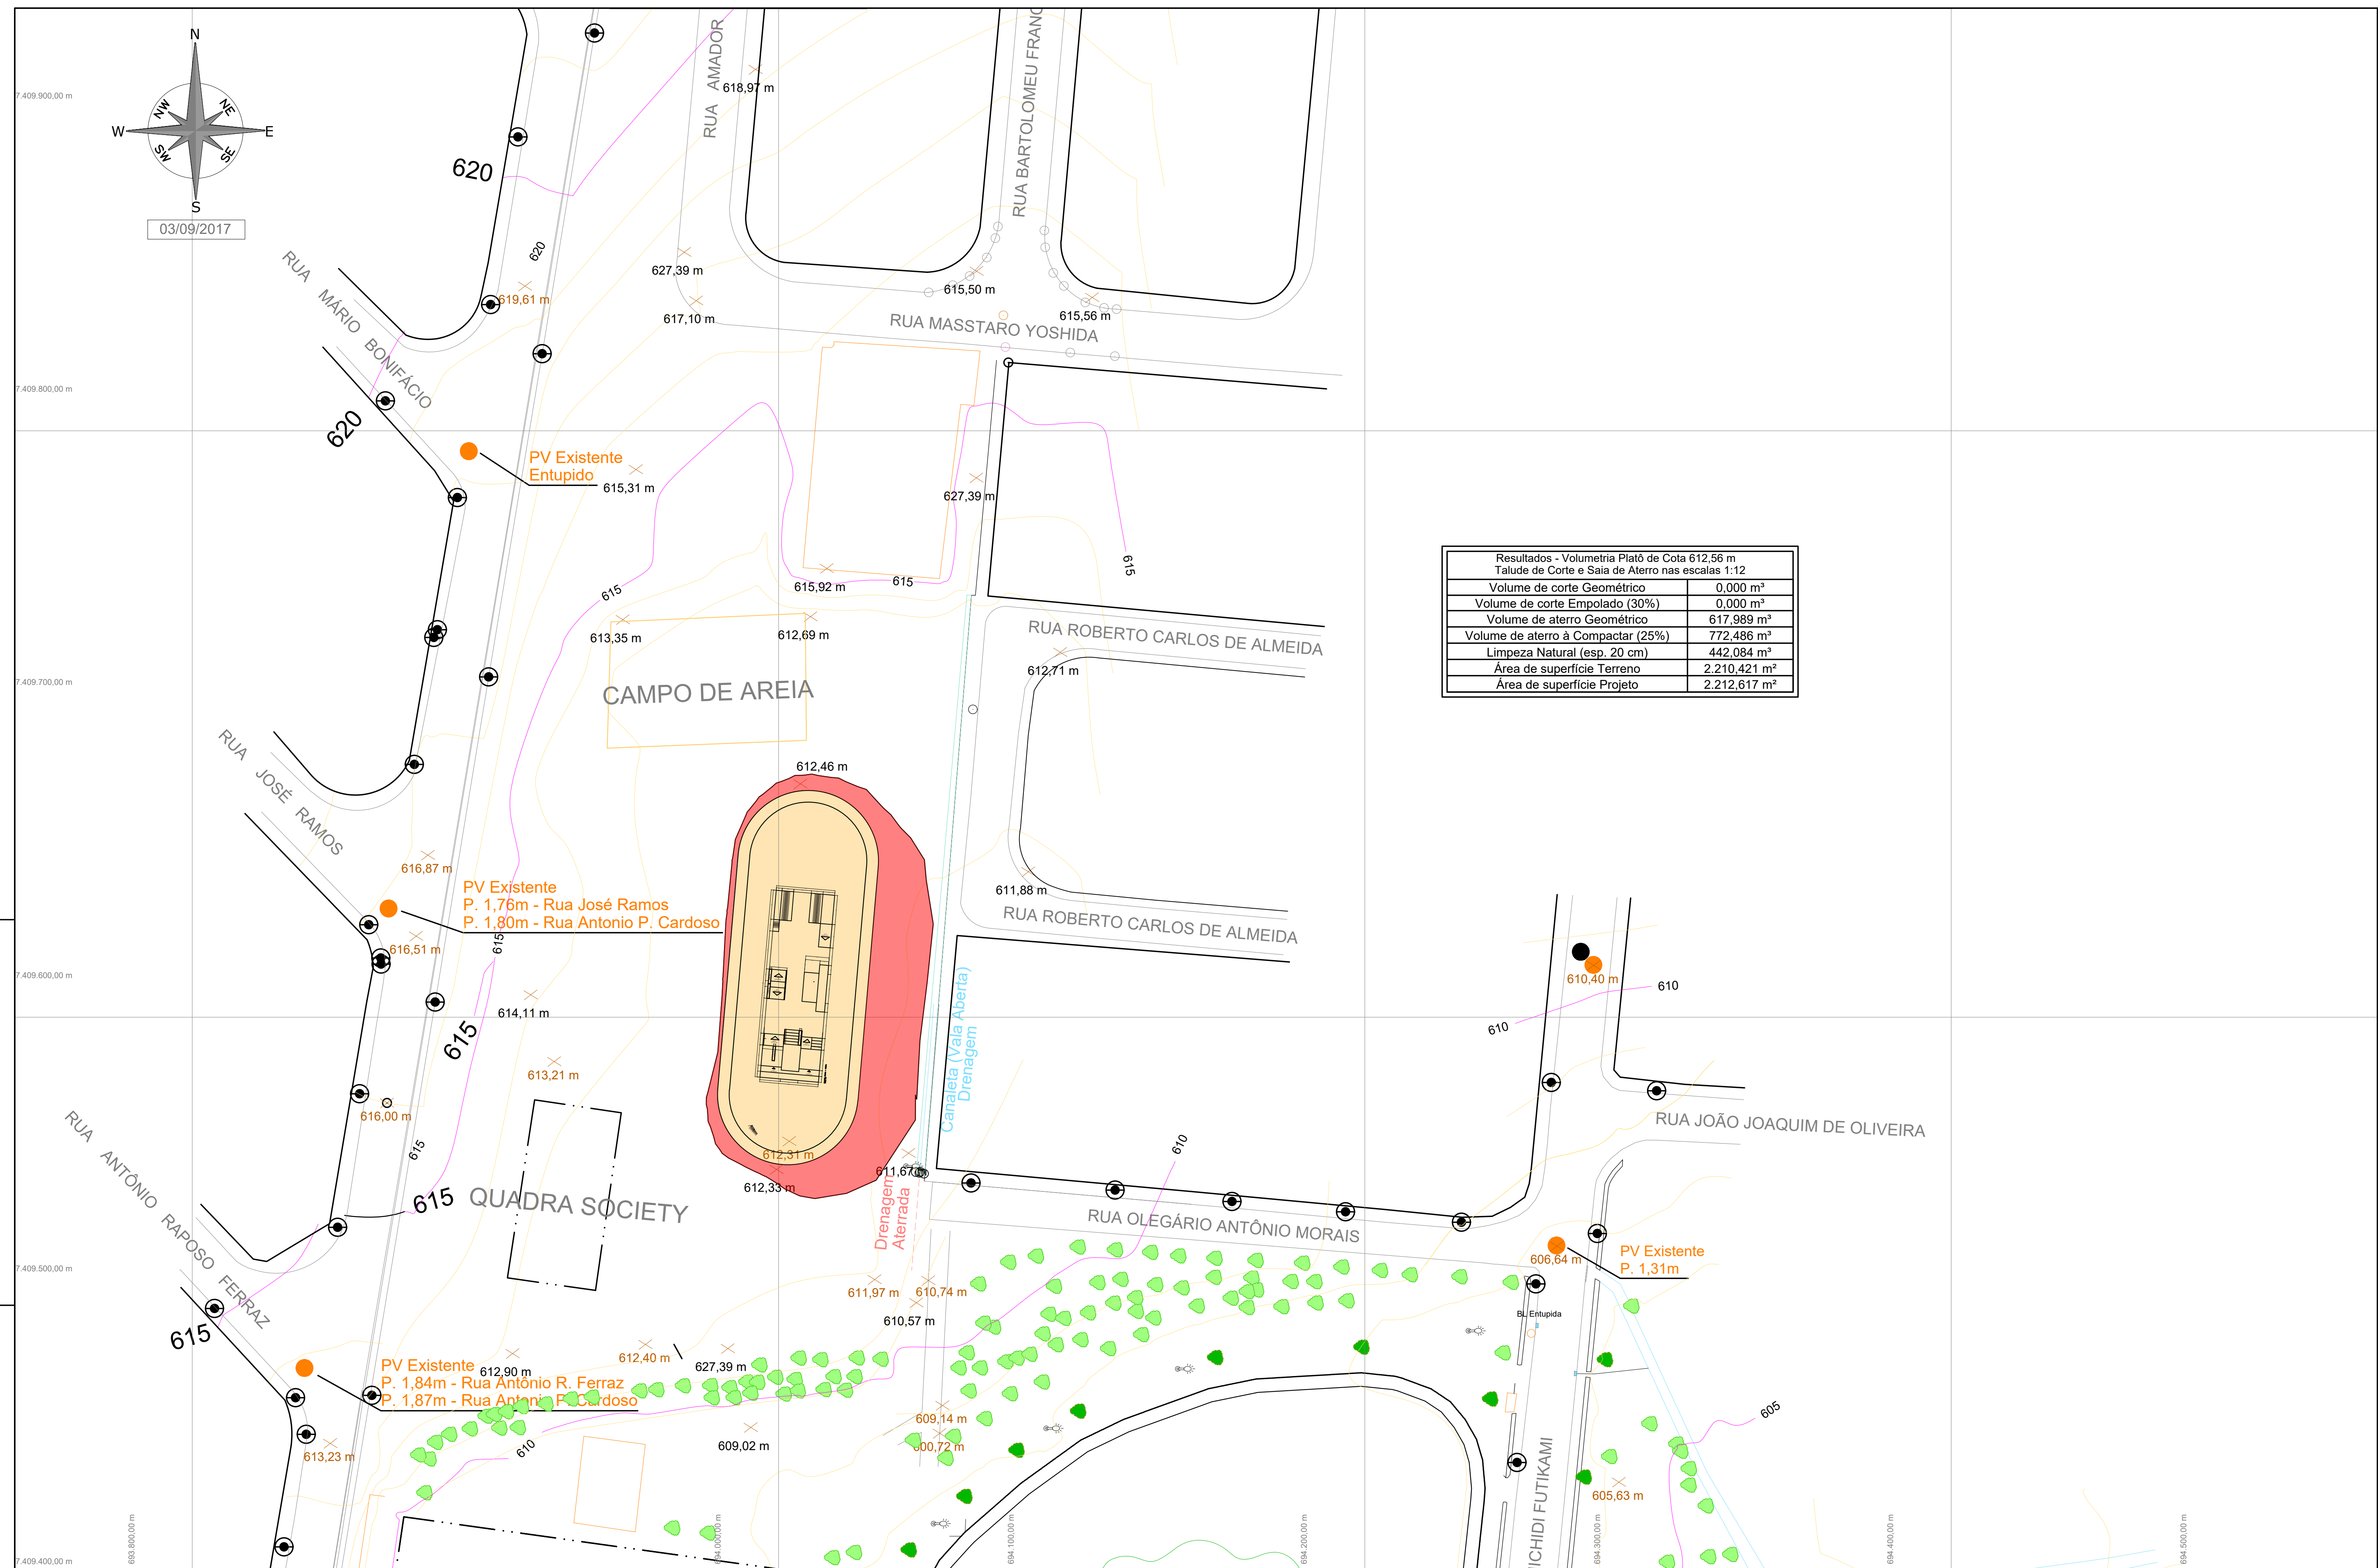 N
NW
NE
W
E
SW
SE
S
03/09/2017
7.409.900,00 m
7.409.800,00 m
7.409.700,00 m
7.409.600,00 m
7.409.500,00 m
7.409.400,00 m
RUA AMADOR
RUA BARTOLOMEU FRANC
618,97 m
620
620
619,61 m
627,39 m
617,10 m
615,50 m
615,56 m
RUA MASSTARO YOSHIDA
RUA MÁRIO BONIFÁCIO
620
PV Existente
Entupido
615,31 m
627,39 m
615
615
615
615,92 m
613,35 m
612,69 m
CAMPO DE AREIA
RUA ROBERTO CARLOS DE ALMEIDA
612,71 m
Resultados - Volumetria Platô de Cota 612,56 m
Talude de Corte e Saia de Aterro nas escalas 1:12
Volume de corte Geométrico 0,000 m³
Volume de corte Empolado (30%) 0,000 m³
Volume de aterro Geométrico 617,989 m³
Volume de aterro à Compactar (25%) 772,486 m³
Limpeza Natural (esp. 20 cm) 442,084 m³
Área de superfície Terreno 2.210,421 m²
Área de superfície Projeto 2.212,617 m²
RUA JOSÉ RAMOS
612,46 m
616,87 m
PV Existente
P. 1,76m - Rua José Ramos
P. 1,80m - Rua Antonio P. Cardoso
616,51 m
615
614,11 m
615
613,21 m
616,00 m
615
615
611,88 m
RUA ROBERTO CARLOS DE ALMEIDA
Canaleta (Vala Aberta)
Drenagem
610,40 m
610
610
RUA JOÃO JOAQUIM DE OLIVEIRA
RUA ANTÔNIO RAPOSO FERRAZ
QUADRA SOCIETY
612,31 m
612,33 m
611,67 m
Drenagem
Aterrada
610
RUA OLEGÁRIO ANTÔNIO MORAIS
606,64 m
PV Existente
P. 1,31m
611,97 m
610,74 m
610,57 m
BL Entupida
615
PV Existente
P. 1,84m - Rua Antônio R. Ferraz
P. 1,87m - Rua Antonio P. Cardoso
612,90 m
612,40 m
627,39 m
613,23 m
610
609,02 m
609,14 m
600,72 m
605
605,63 m
ICHIDI FUTIKAMI
693.800,00 m
694.000,00 m
694.100,00 m
694.200,00 m
694.300,00 m
694.400,00 m
694.500,00 m